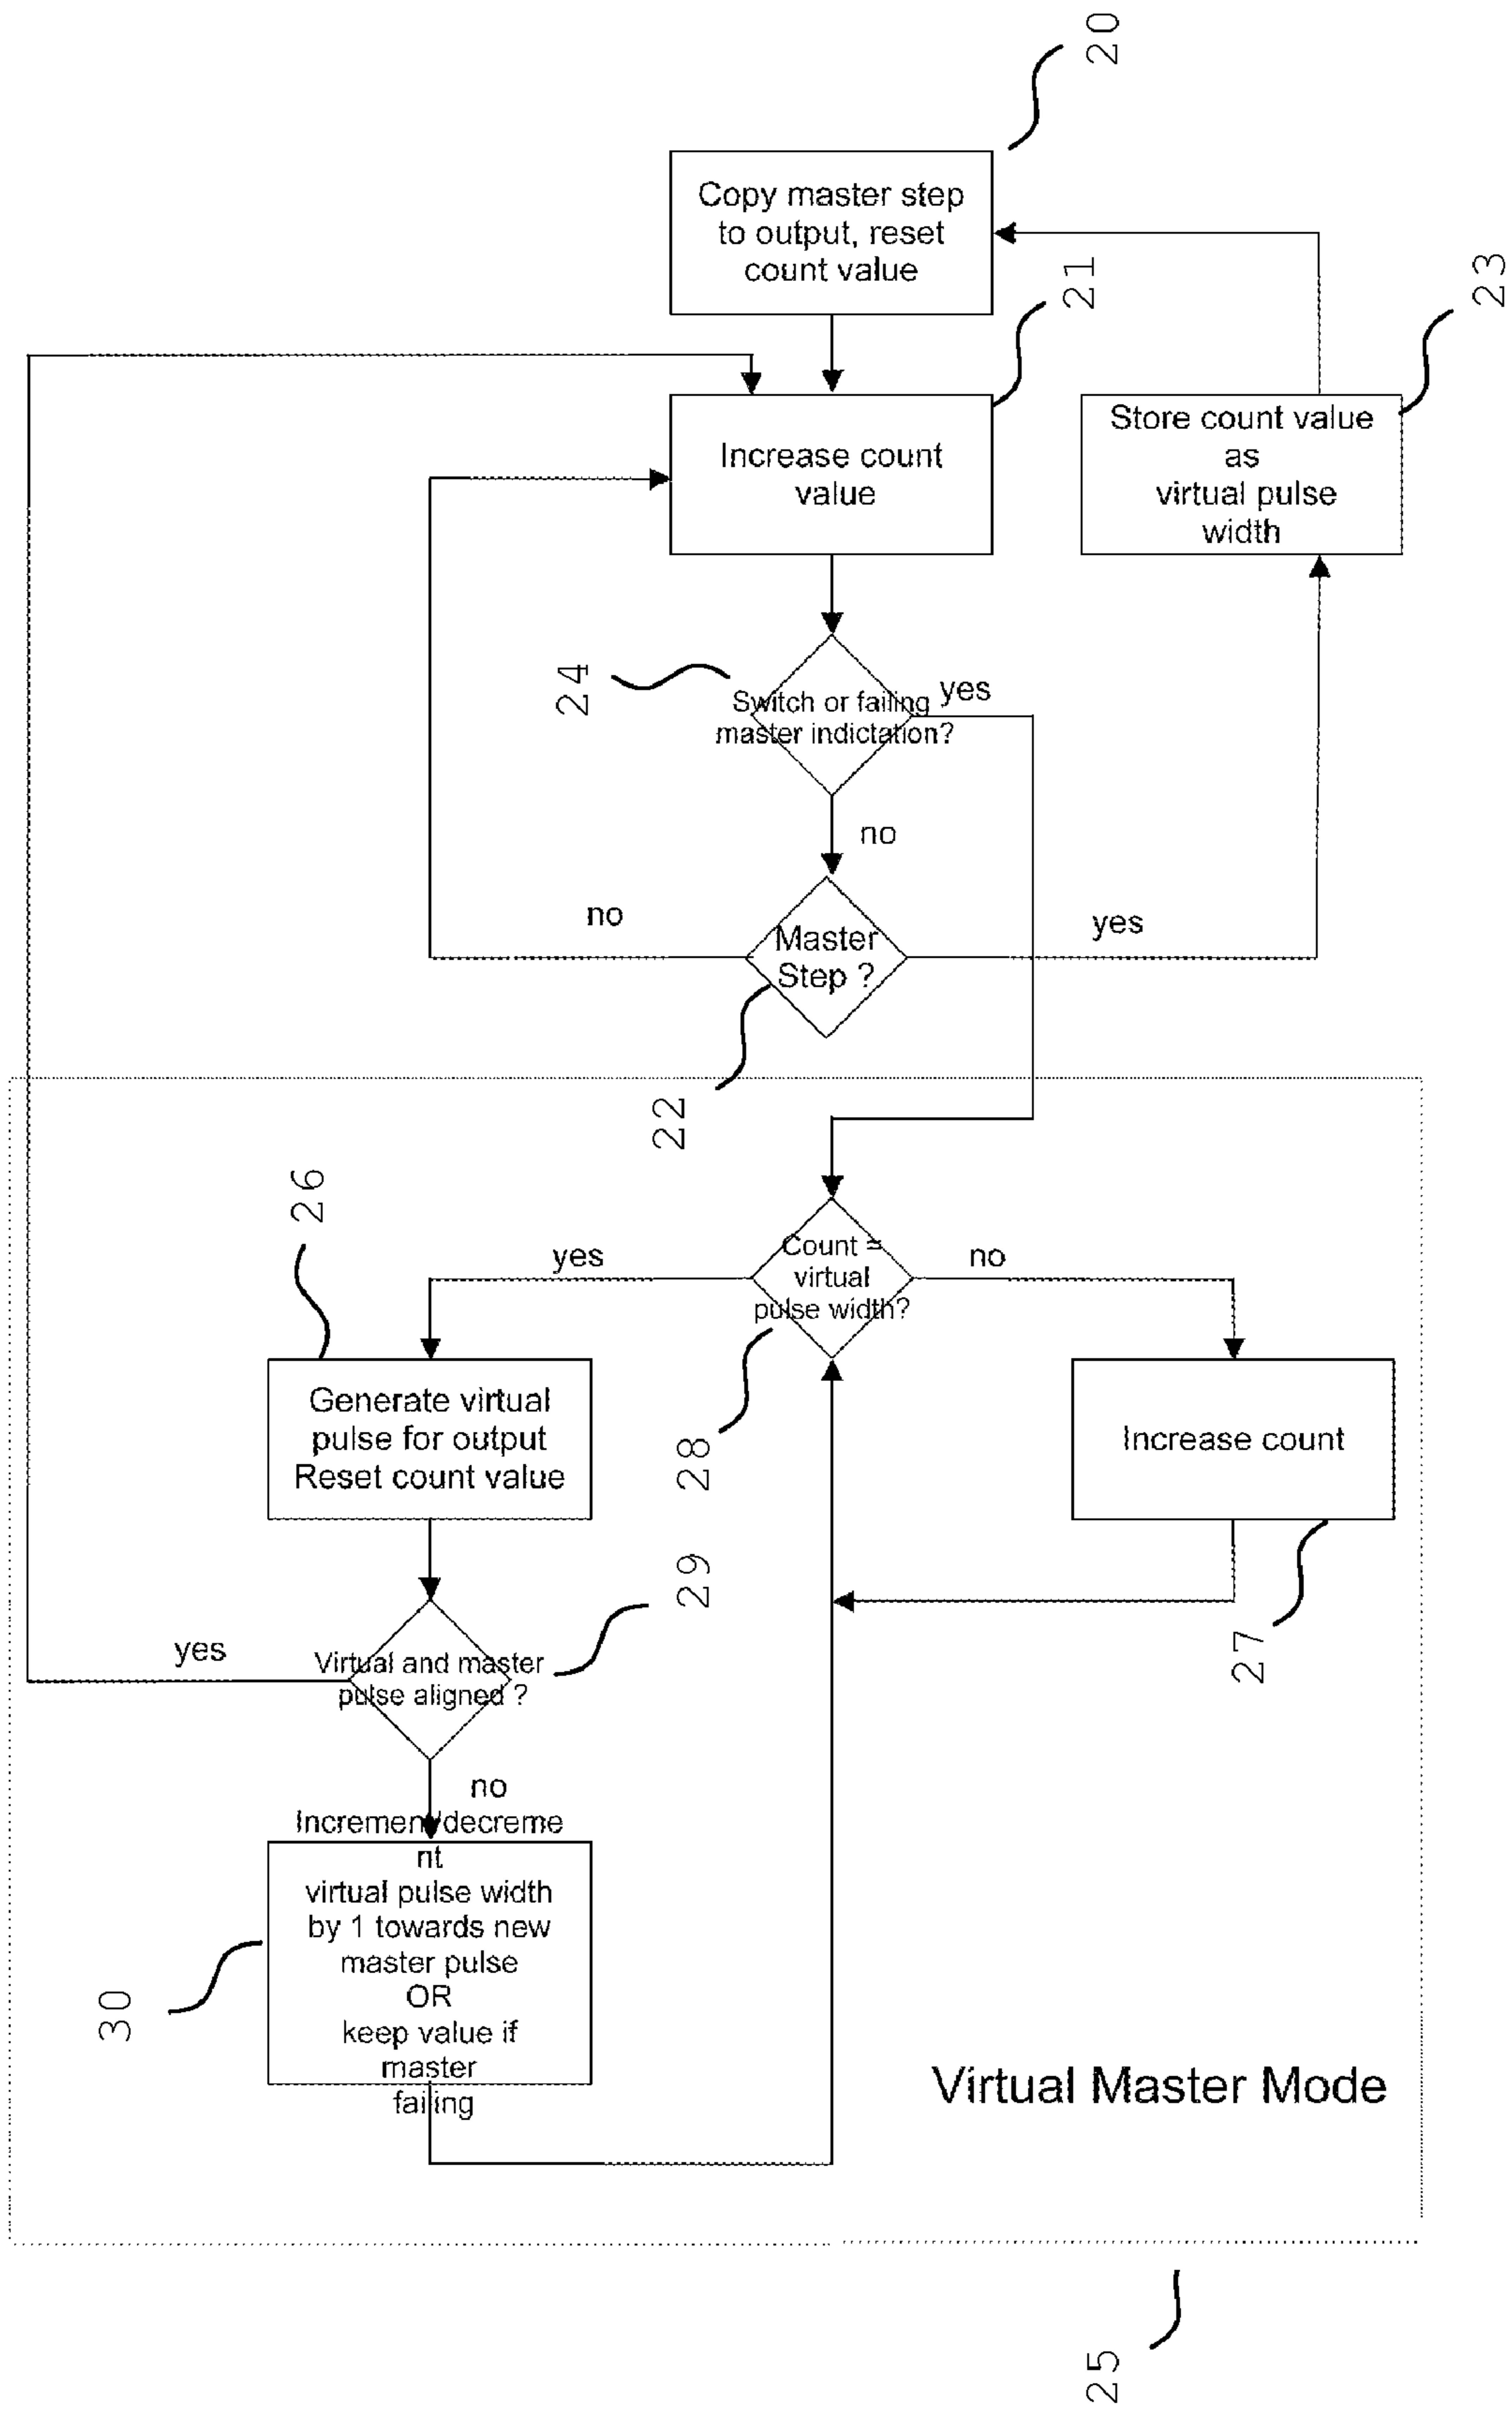 20
Copy master step
to output, reset
count value
21
23
Increase count
value
Store count value
as
virtual pulse
width
24
Switch or failing
master indictation?
yes
no
no
Master
Step ?
yes
22
26
yes
Count =
virtual
pulse width?
no
Generate virtual
pulse for output
Reset count value
28
Increase count
29
27
yes
Virtual and master
pulse aligned ?
no
Increment/decreme
nt
virtual pulse width
by 1 towards new
master pulse
OR
keep value if
master
failing
30
Virtual Master Mode
25